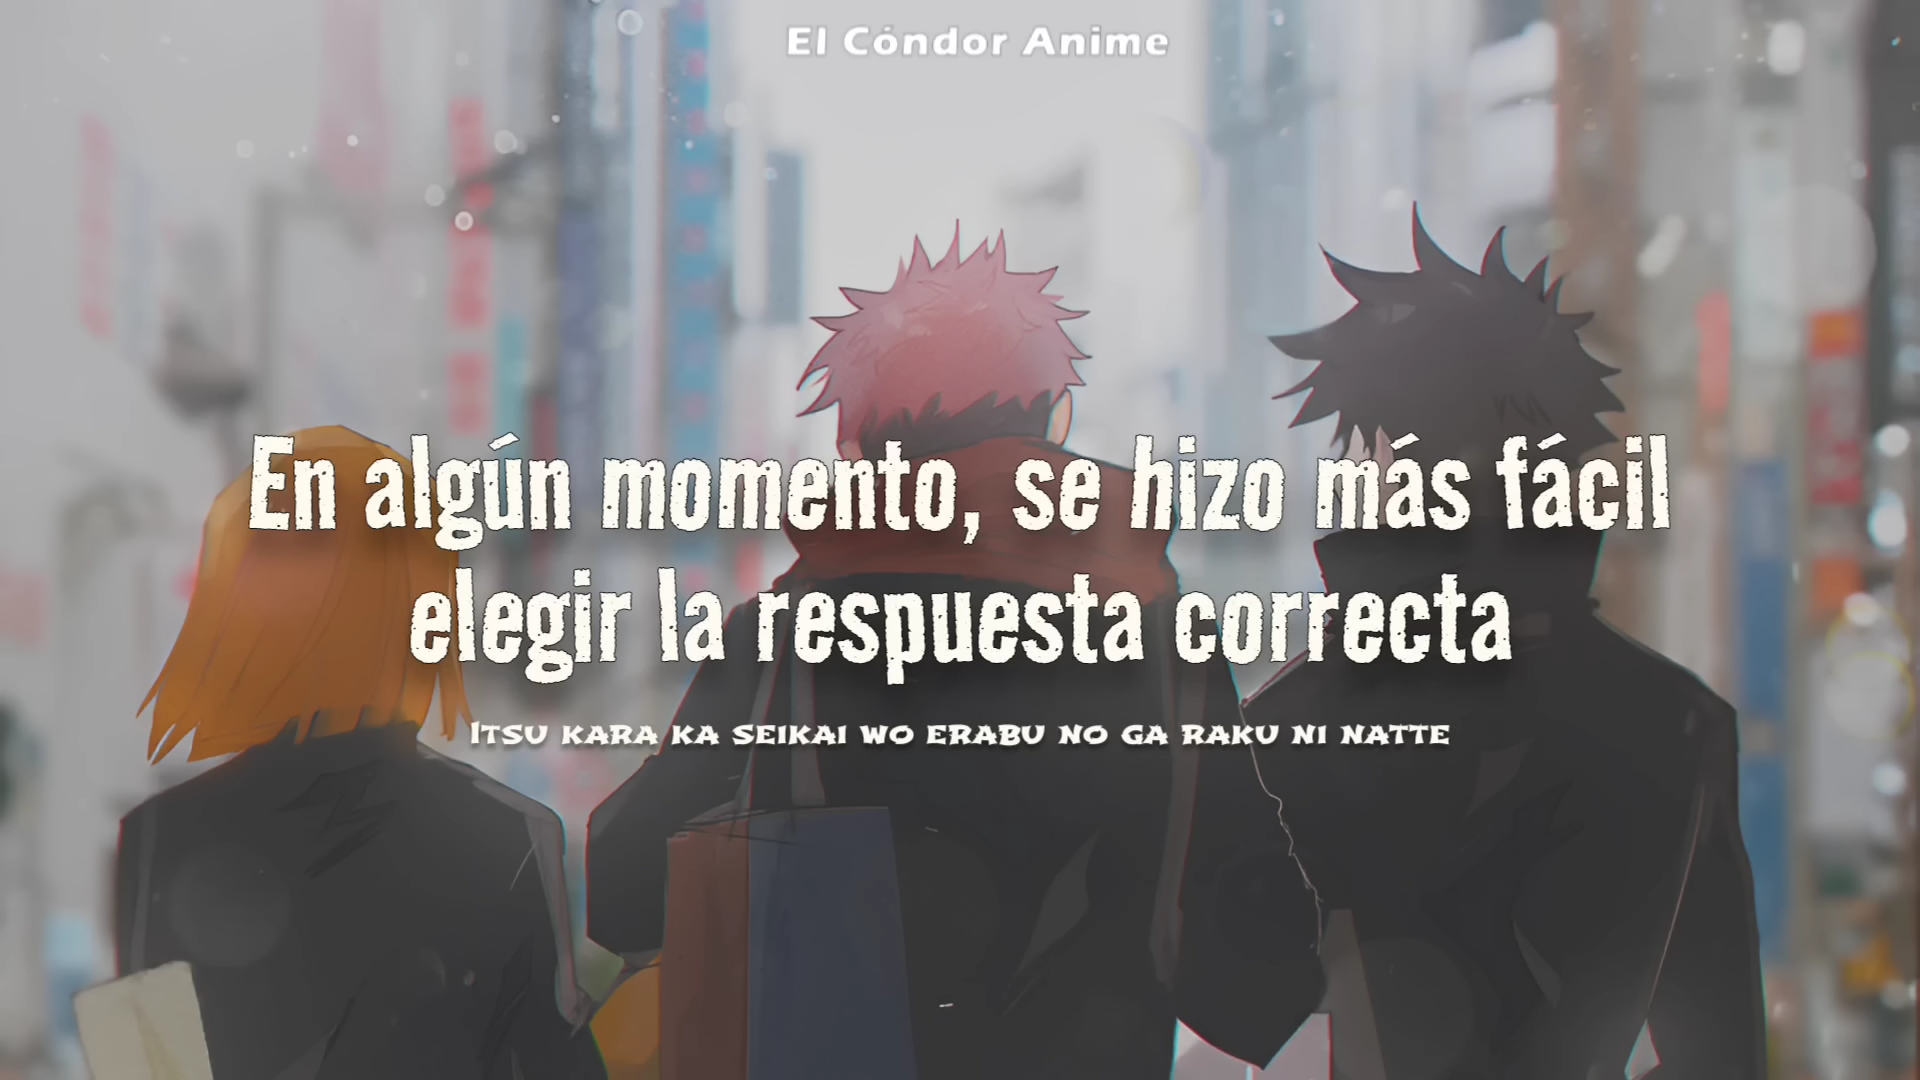 El Cóndor Anime
En algún momento, se hizo más fácil
elegir la respuesta correcta
Itsu kara ka seikai wo erabu no ga raku ni natte